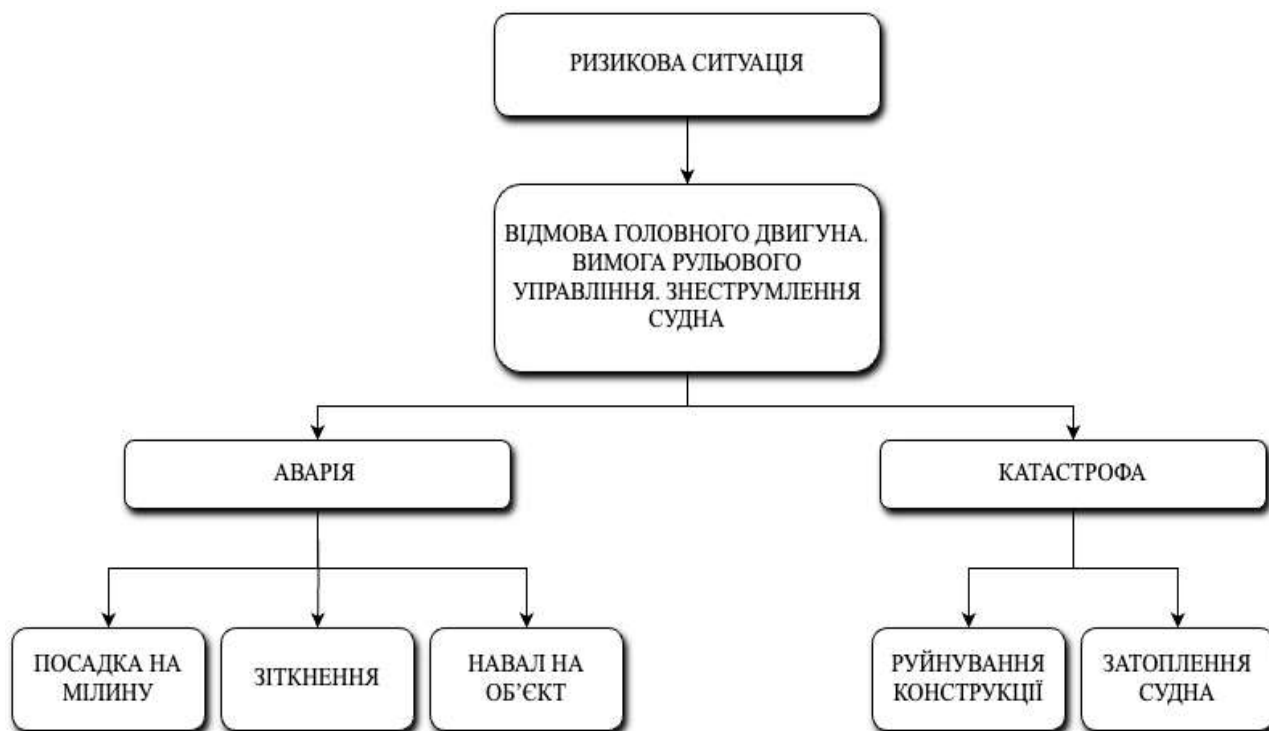 РИЗИКОВА СИТУАЦІЯ
ВІДМОВА ГОЛОВНОГО ДВИГУНА.
ВИМОГА РУЛЬОВОГО
УПРАВЛІННЯ. ЗНЕСТРУМЛЕННЯ
СУДНА
АВАРІЯ
КАТАСТРОФА
ПОСАДКА НА
МІЛИНУ
ЗІТКНЕННЯ
НАВАЛ НА
ОБ’ЄКТ
РУЙНУВАННЯ
КОНСТРУКЦІЇ
ЗАТОПЛЕННЯ
СУДНА